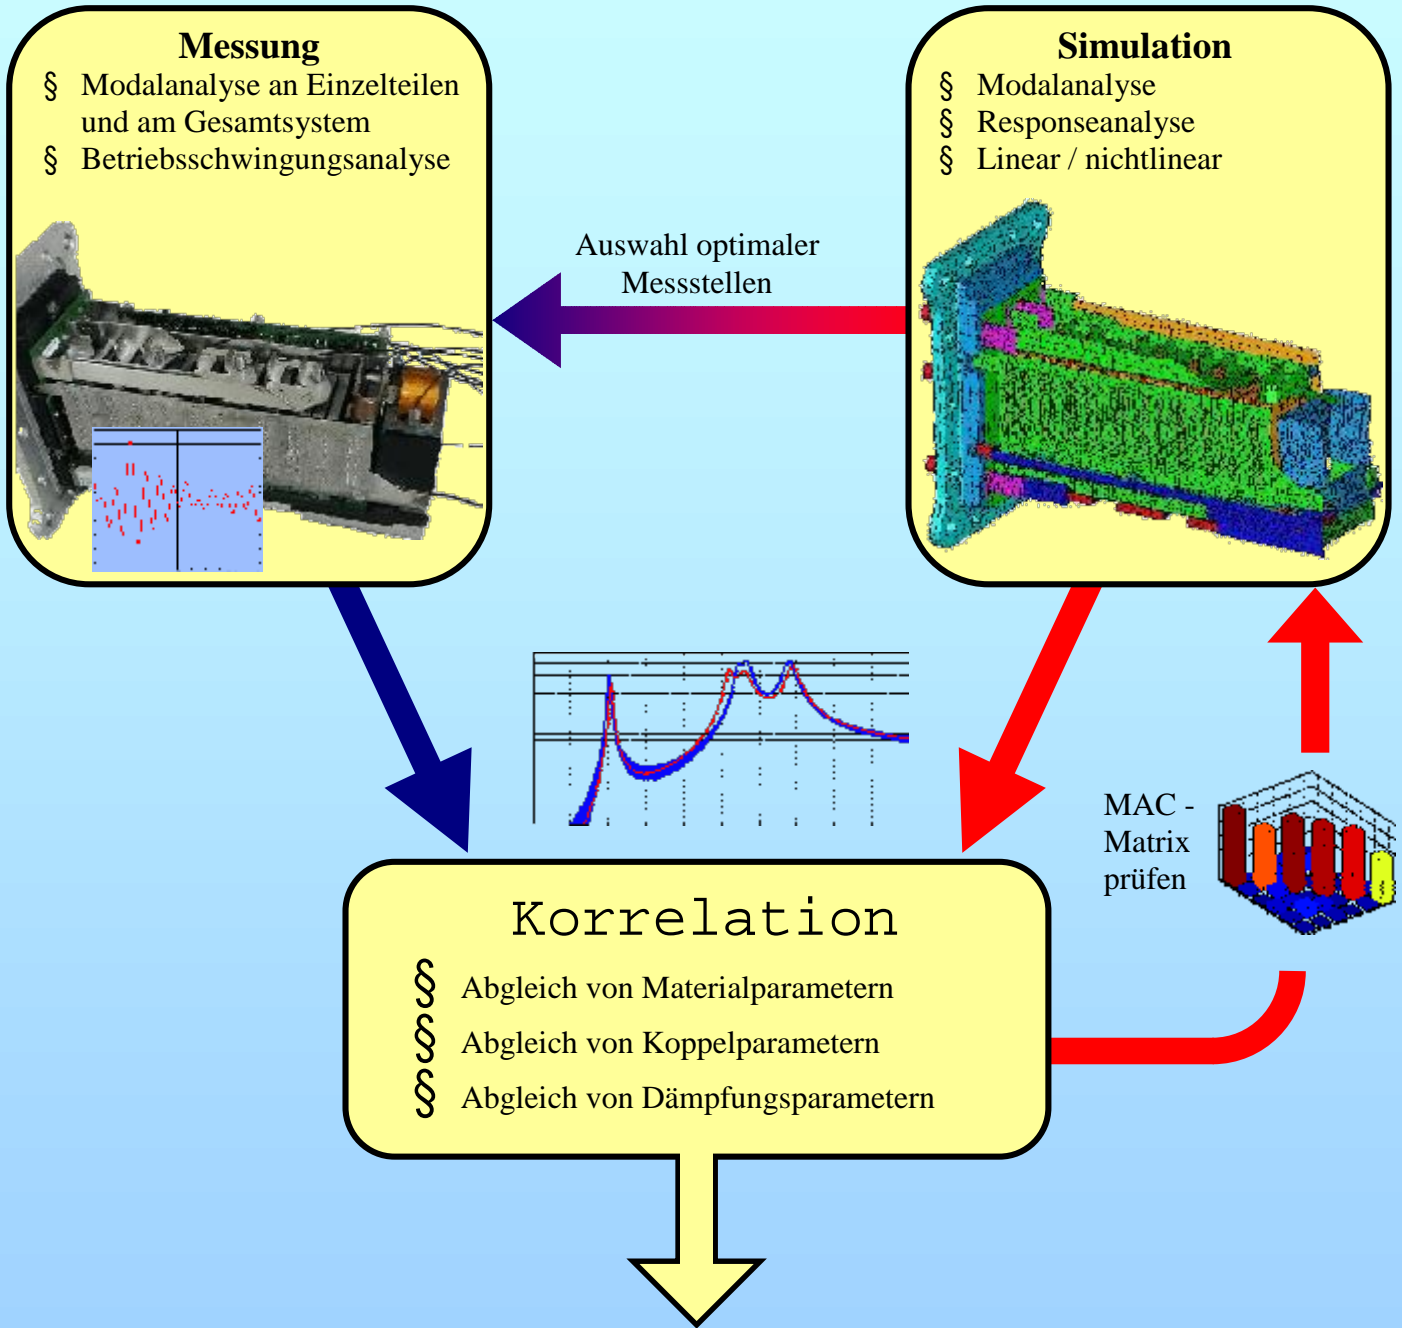 Messung
§ Modalanalyse an Einzelteilen
und am Gesamtsystem
§ Betriebsschwingungsanalyse
Simulation
§ Modalanalyse
§ Responseanalyse
§ Linear / nichtlinear
Auswahl optimaler
Messstellen
MAC -
Matrix
prüfen
Korrelation
§ Abgleich von Materialparametern
§ Abgleich von Koppelparametern
§ Abgleich von Dämpfungsparametern